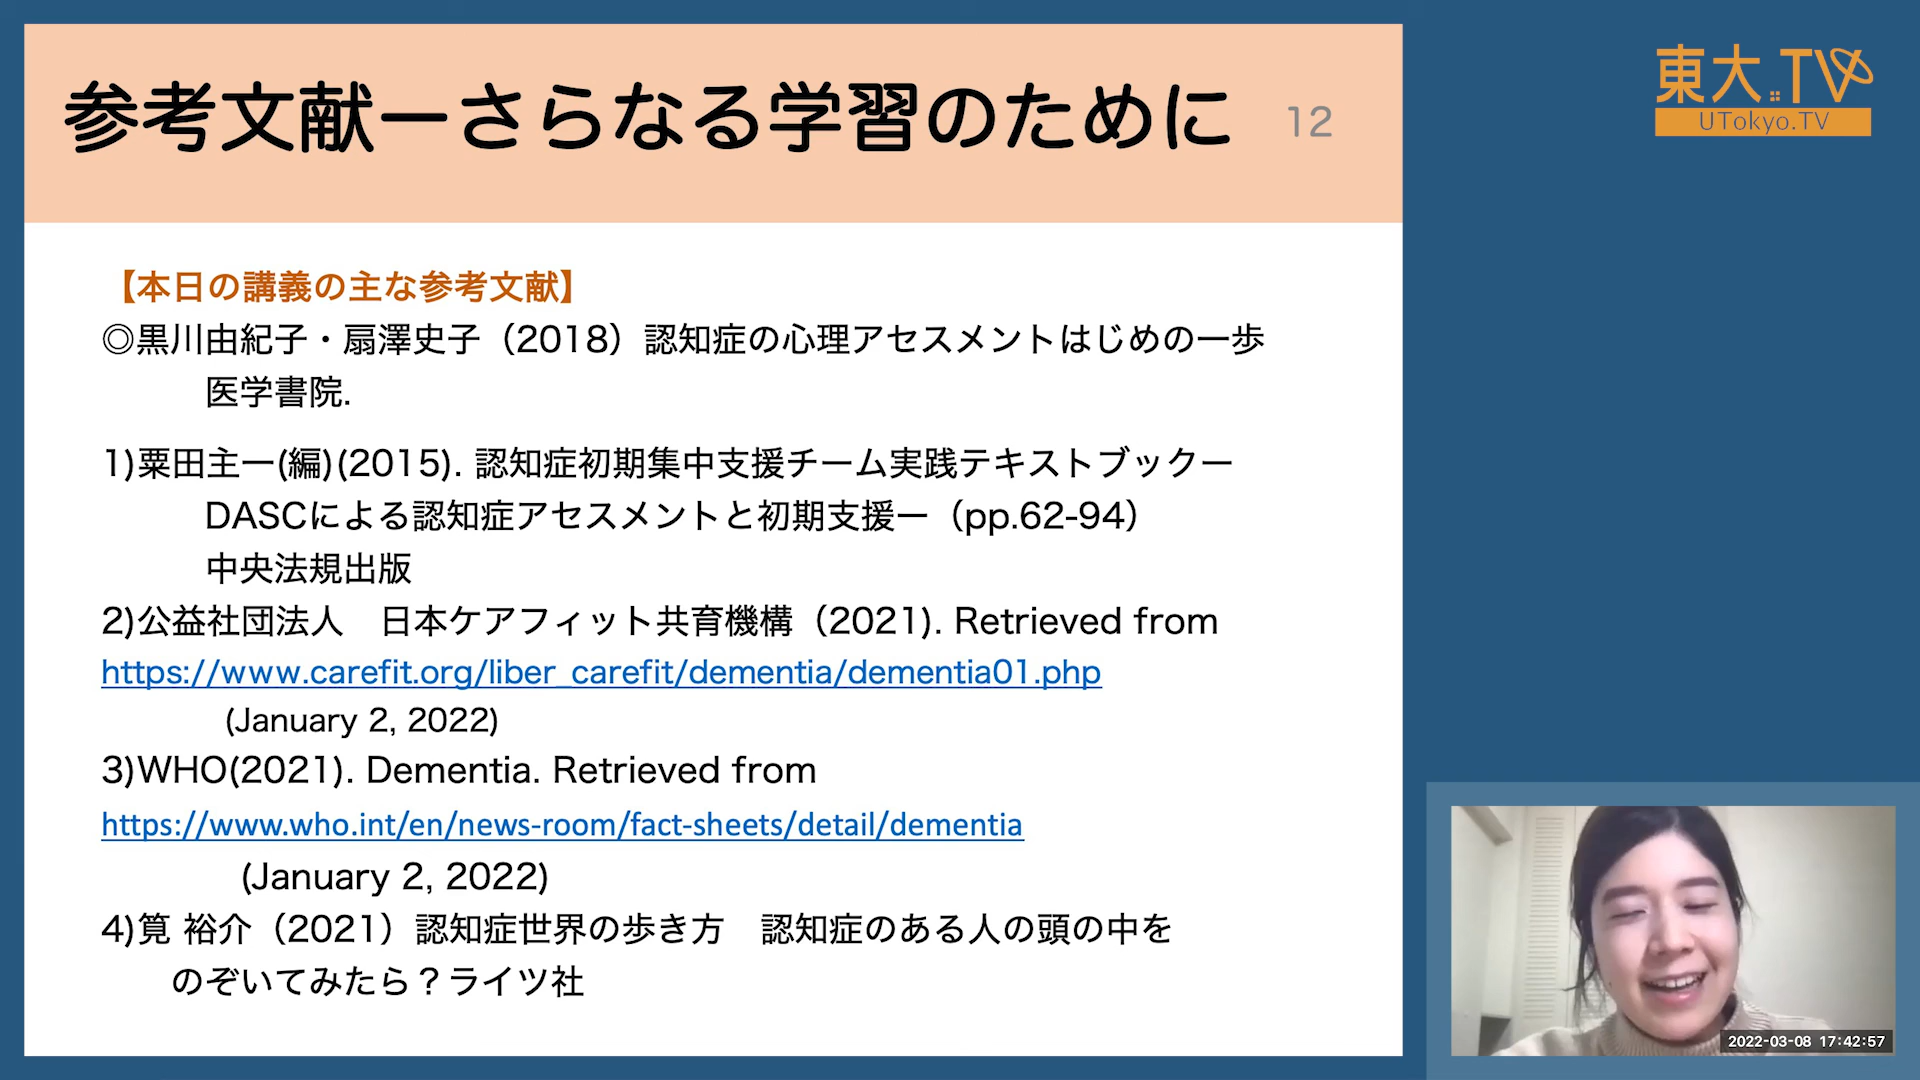 参考文献ーさらなる学習のために
12
東大.TV
UTokyo.TV
【本日の講義の主な参考文献】
◎黒川由紀子・扇澤史子（2018）認知症の心理アセスメントはじめの一歩
医学書院.
1)粟田主一(編)(2015). 認知症初期集中支援チーム実践テキストブックー
DASCによる認知症アセスメントと初期支援ー（pp.62-94）
中央法規出版
2)公益社団法人　日本ケアフィット共育機構（2021). Retrieved from
https://www.carefit.org/liber_carefit/dementia/dementia01.php
(January 2, 2022)
3)WHO(2021). Dementia. Retrieved from
https://www.who.int/en/news-room/fact-sheets/detail/dementia
(January 2, 2022)
4)筧 裕介（2021）認知症世界の歩き方　認知症のある人の頭の中を
のぞいてみたら？ライツ社
2022-03-08 17:42:57